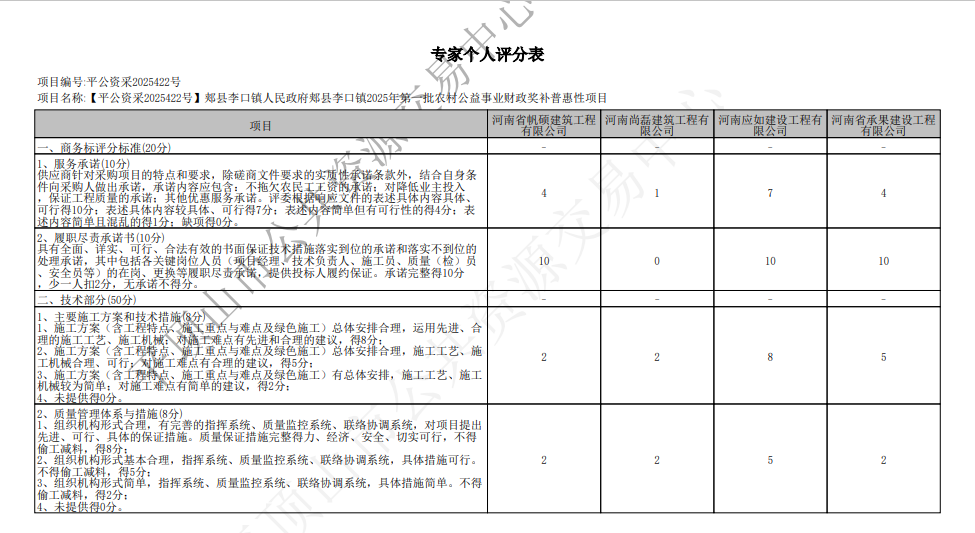 专家个人评分表
项目编号:平公资采2025422号
项目名称:【平公资采2025422号】郏县李口镇人民政府郏县李口镇2025年第一批农村公益事业财政奖补普惠性项目
项目
河南省帆硕建筑工程有限公司
河南尚磊建筑工程有限公司
河南应如建设工程有限公司
河南省承果建设工程有限公司
一、商务标评分标准(20分)
- - - -
1、服务承诺(10分)
供应商针对采购项目的特点和要求，除磋商文件要求的实质性承诺条款外，结合自身条
件向采购人做出承诺，承诺内容应包含：不拖欠农民工工资的承诺；对降低业主投入
，保证工程质量的承诺；其他优惠服务承诺。评委根据响应文件的表述具体内容具体、
可行得10分；表述具体内容较具体、可行得7分；表述内容简单但有可行性的得4分；表
述内容简单且混乱的得1分；缺项得0分。
4 1 7 4
2、履职尽责承诺书(10分)
具有全面、详实、可行、合法有效的书面保证技术措施落实到位的承诺和落实不到位的
处理承诺，其中包括各关键岗位人员（项目经理、技术负责人、施工员、质量（检）员
、安全员等）的在岗、更换等履职尽责承诺，提供投标人履约保证。承诺完整得10分
，少一人扣2分，无承诺不得分。
10 0 10 10
二、技术部分(50分)
- - - -
1、主要施工方案和技术措施(8分)
1、施工方案（含工程特点、施工重点与难点及绿色施工）总体安排合理，运用先进、合
理的施工工艺、施工机械；对施工难点有先进和合理的建议，得8分；
2、施工方案（含工程特点、施工重点与难点及绿色施工）总体安排合理，施工工艺、施
工机械合理、可行；对施工难点有合理的建议，得5分；
3、施工方案（含工程特点、施工重点与难点及绿色施工）有总体安排，施工工艺、施工
机械较为简单；对施工难点有简单的建议，得2分；
4、未提供得0分。
2 2 8 5
2、质量管理体系与措施(8分)
1、组织机构形式合理，有完善的指挥系统、质量监控系统、联络协调系统，对项目提出
先进、可行、具体的保证措施。质量保证措施完整得力、经济、安全、切实可行，不得
偷工减料，得8分；
2、组织机构形式基本合理，指挥系统、质量监控系统、联络协调系统，具体措施可行。
不得偷工减料，得5分；
3、组织机构形式简单，指挥系统、质量监控系统、联络协调系统，具体措施简单。不得
偷工减料，得2分；
4、未提供得0分。
2 2 5 2
平顶山市公共资源交易中心
平顶山市公共资源交易中心